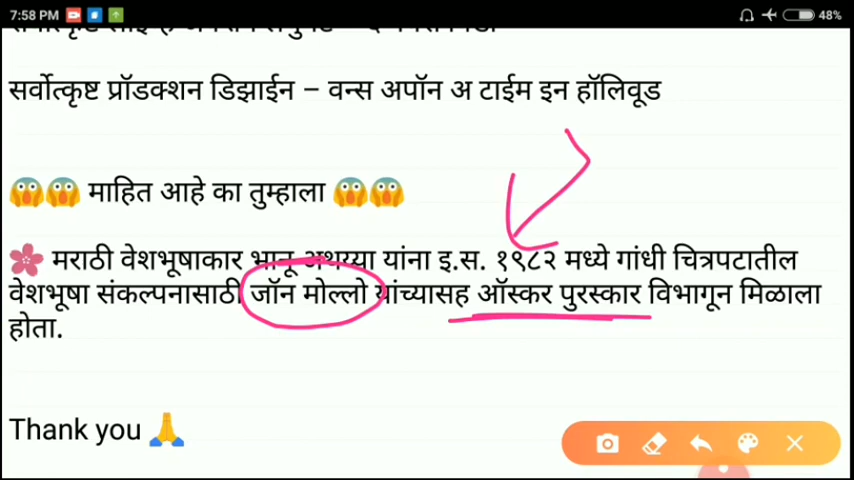 7:58 PM
48%
सर्वोत्कृष्ट प्रॉडक्शन डिझाईन – वन्स अपॉन अ टाईम इन हॉलिवूड
😱😱 माहित आहे का तुम्हाला 😱😱
🌸 मराठी वेशभूषाकार भानू अथय्या यांना इ.स. १९८२ मध्ये गांधी चित्रपटातील
वेशभूषा संकल्पनासाठी जॉन मोल्लो यांच्यासह ऑस्कर पुरस्कार विभागून मिळाला
होता.
Thank you 🙏